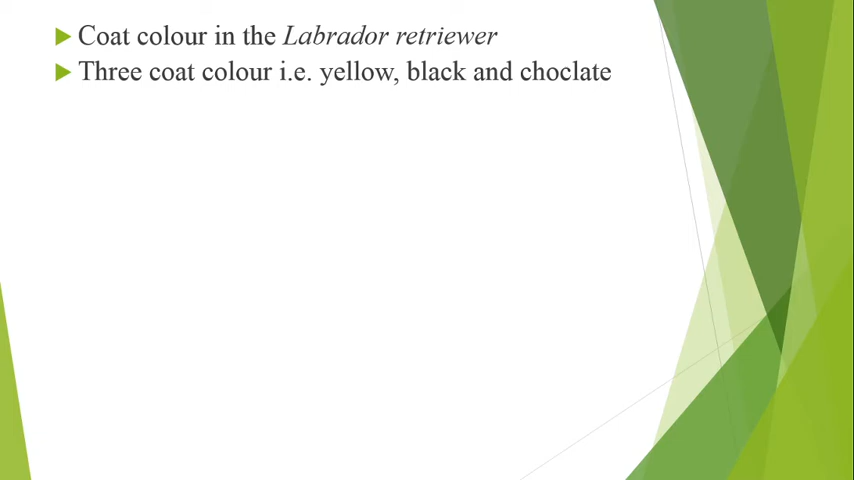 Coat colour in the Labrador retriewer
Three coat colour i.e. yellow, black and choclate